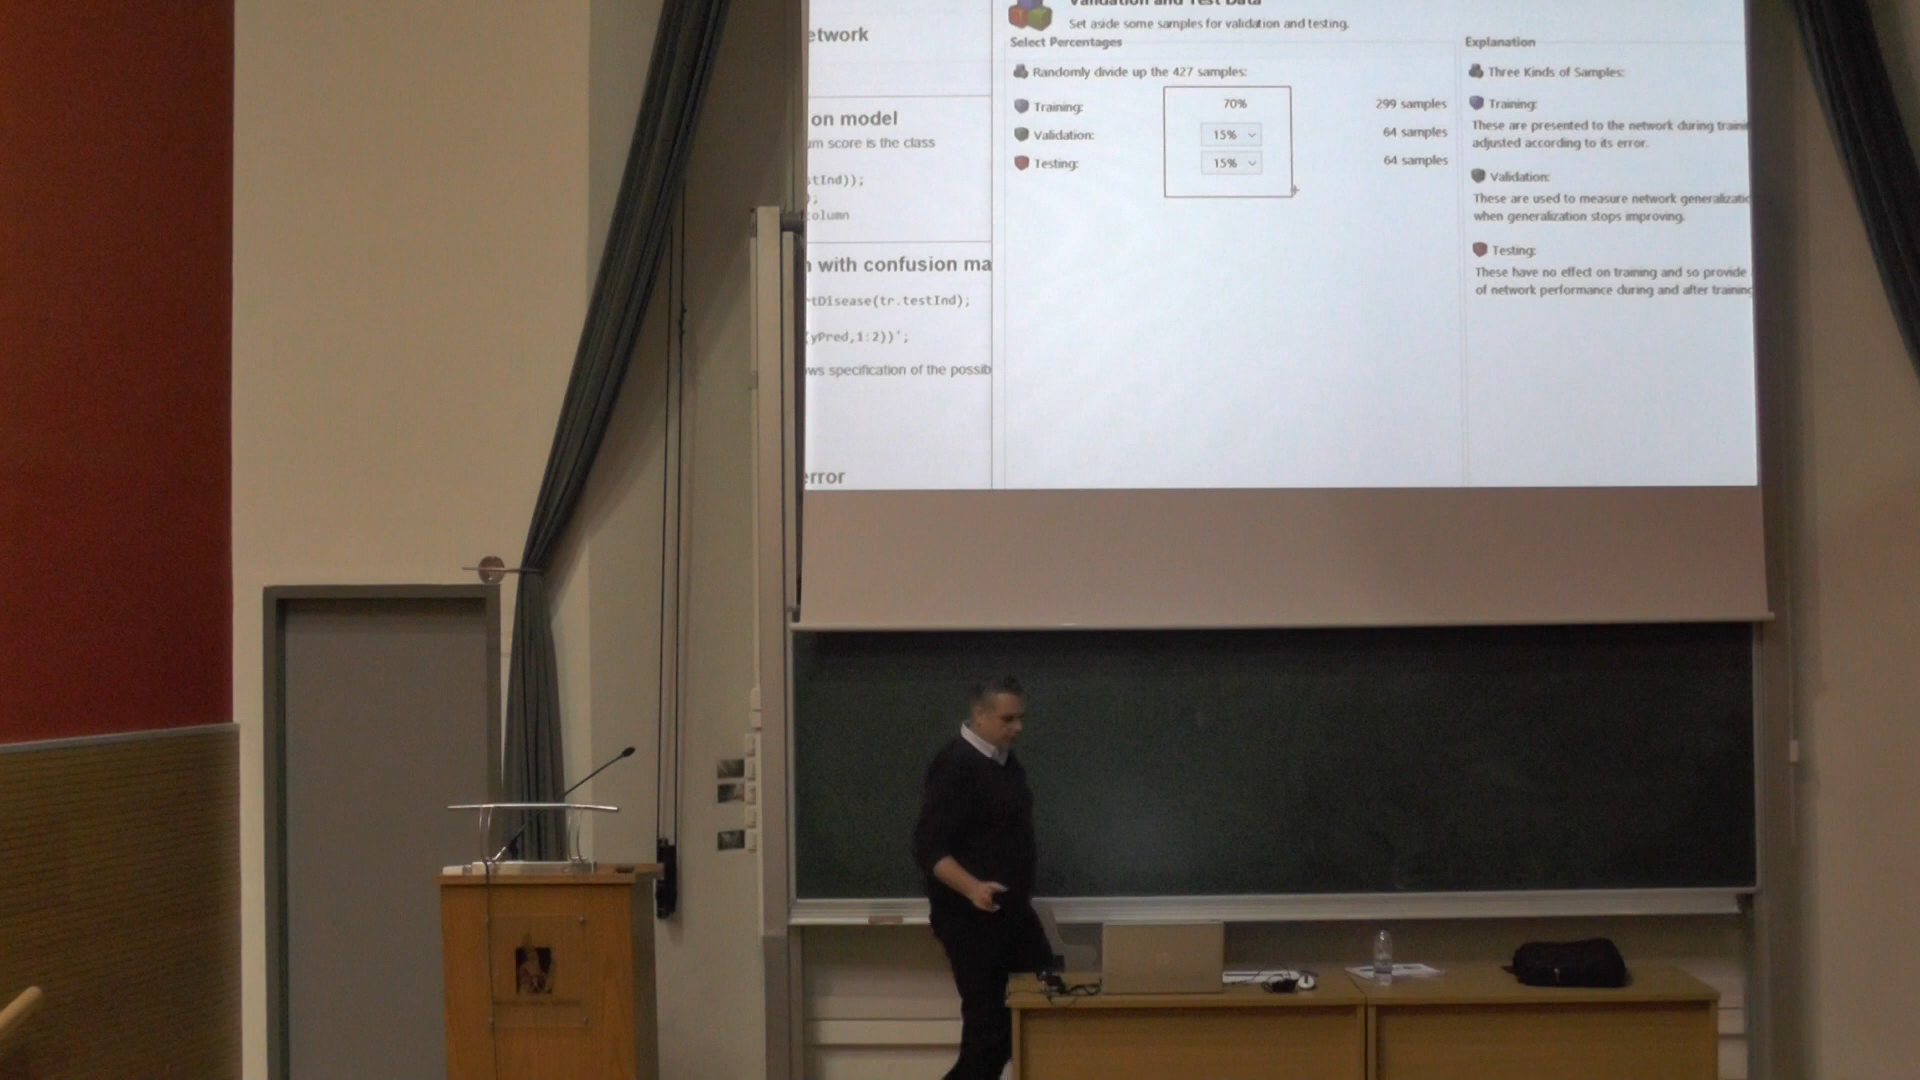 etwork
on model
m score is the class
stInd));
);
column
n with confusion ma
tDisease(tr.testInd);
(yPred,1:2))';
ws specification of the possib
error
Validation and Test Data
Set aside some samples for validation and testing.
Select Percentages
Randomly divide up the 427 samples:
Training: 70% 299 samples
Validation: 15% 64 samples
Testing: 15% 64 samples
Explanation
Three Kinds of Samples:
Training:
These are presented to the network during traini
adjusted according to its error.
Validation:
These are used to measure network generalizatio
when generalization stops improving.
Testing:
These have no effect on training and so provide
of network performance during and after training